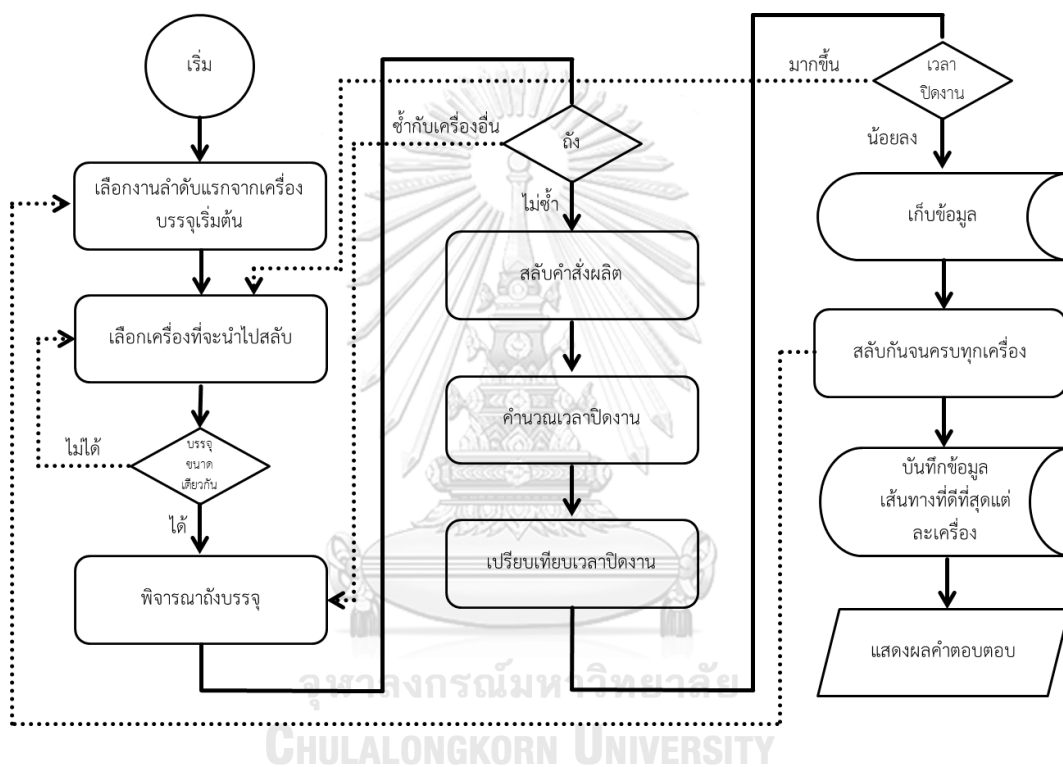 เริ่ม
เลือกงานลำดับแรกจากเครื่อง
บรรจุเริ่มต้น
เลือกเครื่องที่จะนำไปสลับ
ไม่ได้
บรรจุ
ขนาด
เดียวกัน
ได้
พิจารณาถังบรรจุ
ซ้ำกับเครื่องอื่น
ถัง
ไม่ซ้ำ
สลับคำสั่งผลิต
คำนวณเวลาปิดงาน
เปรียบเทียบเวลาปิดงาน
มากขึ้น
เวลา
ปิดงาน
น้อยลง
เก็บข้อมูล
สลับกันจนครบทุกเครื่อง
บันทึกข้อมูล
เส้นทางที่ดีที่สุดแต่
ละเครื่อง
แสดงผลคำตอบตอบ
จุฬาลงกรณ์มหาวิทยาลัย
CHULALONGKORN UNIVERSITY